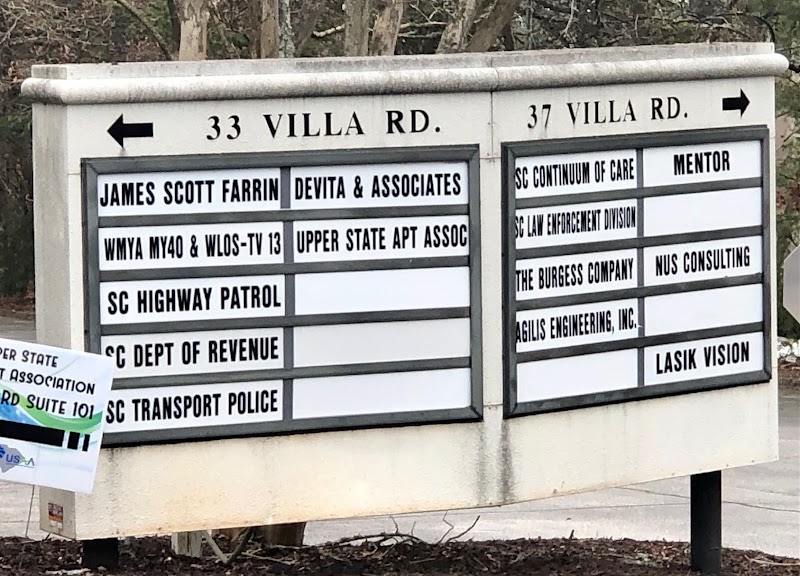 33 VILLA RD.
JAMES SCOTT FARRIN
DEVITA & ASSOCIATES
WMYA MY40 & WLOS-TV 13
UPPER STATE APT ASSOC
SC HIGHWAY PATROL
SC DEPT OF REVENUE
SC TRANSPORT POLICE
37 VILLA RD.
SC CONTINUUM OF CARE
MENTOR
SC LAW ENFORCEMENT DIVISION
THE BURGESS COMPANY
NUS CONSULTING
AGILIS ENGINEERING, INC.
LASIK VISION
PER STATE
T ASSOCIATION
RD SUITE 101